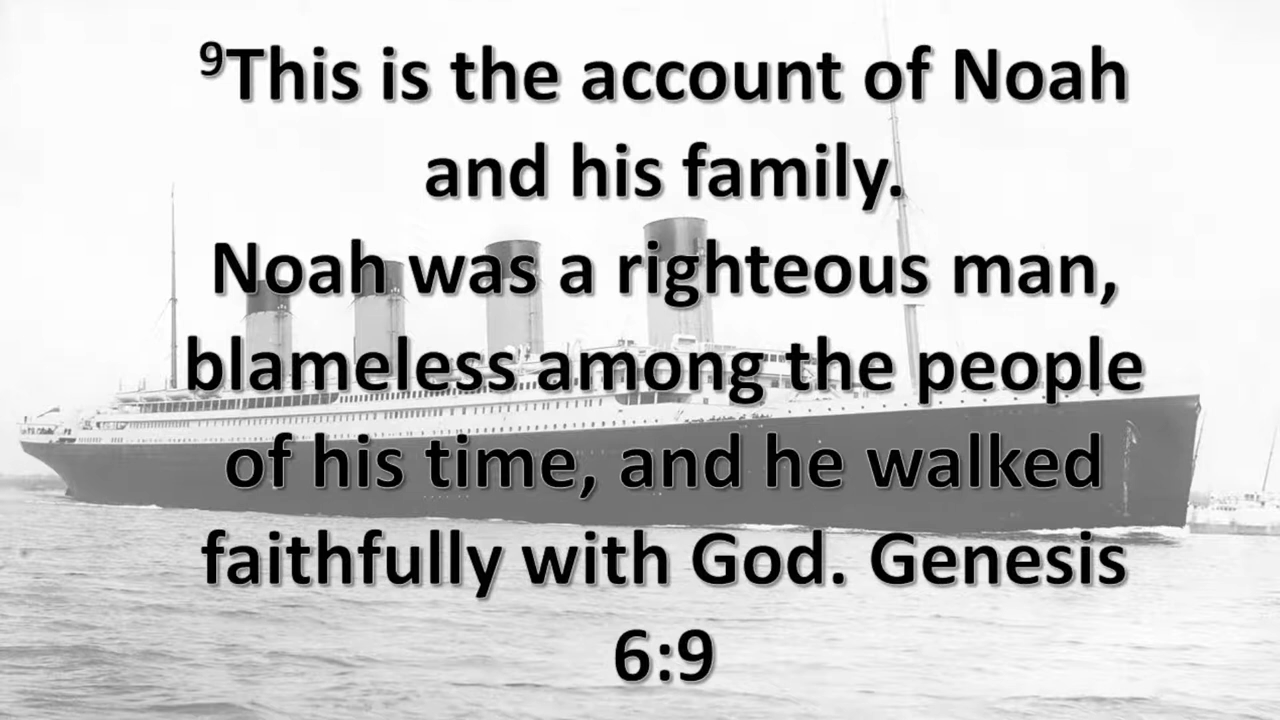 ⁹This is the account of Noah
and his family.
Noah was a righteous man,
blameless among the people
of his time, and he walked
faithfully with God. Genesis
6:9